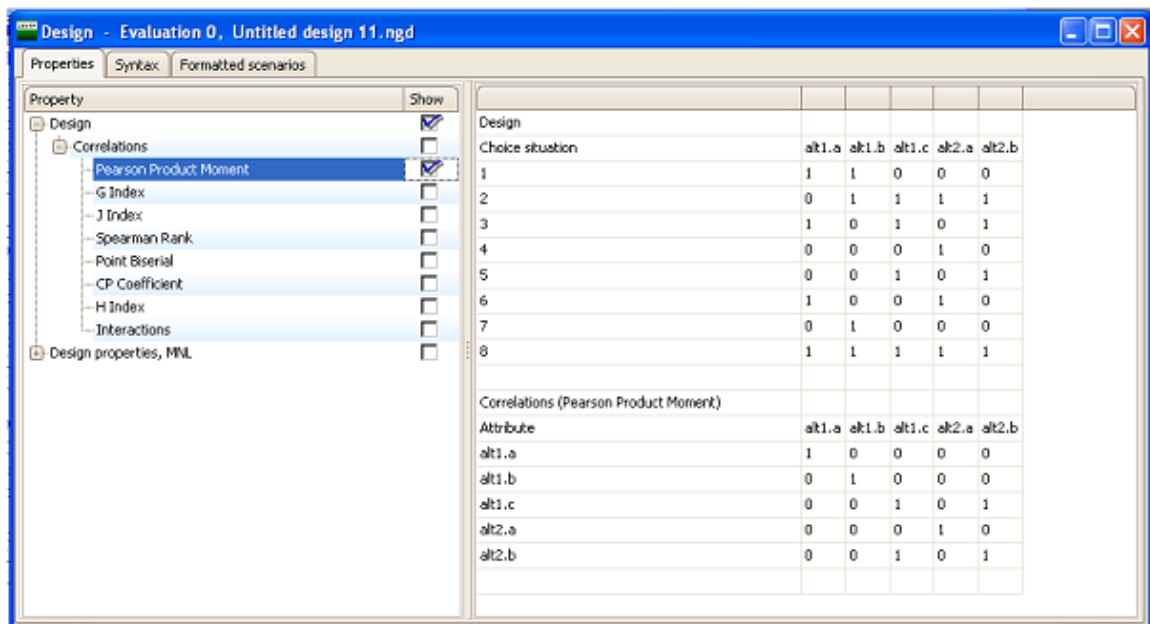 Design - Evaluation 0, Untitled design 11.ngd
Properties Syntax Formatted scenarios
Property Show
Design
Correlations
Pearson Product Moment
G Index
J Index
Spearman Rank
Point Biserial
CP Coefficient
H Index
Interactions
Design properties, MNL
Design
Choice situation alt1.a alt1.b alt1.c alt2.a alt2.b
1 1 1 0 0 0
2 0 1 1 1 1
3 1 0 1 0 1
4 0 0 0 1 0
5 0 0 1 0 1
6 1 0 0 1 0
7 0 1 0 0 0
8 1 1 1 1 1
Correlations (Pearson Product Moment)
Attribute alt1.a alt1.b alt1.c alt2.a alt2.b
alt1.a 1 0 0 0 0
alt1.b 0 1 0 0 0
alt1.c 0 0 1 0 1
alt2.a 0 0 0 1 0
alt2.b 0 0 1 0 1